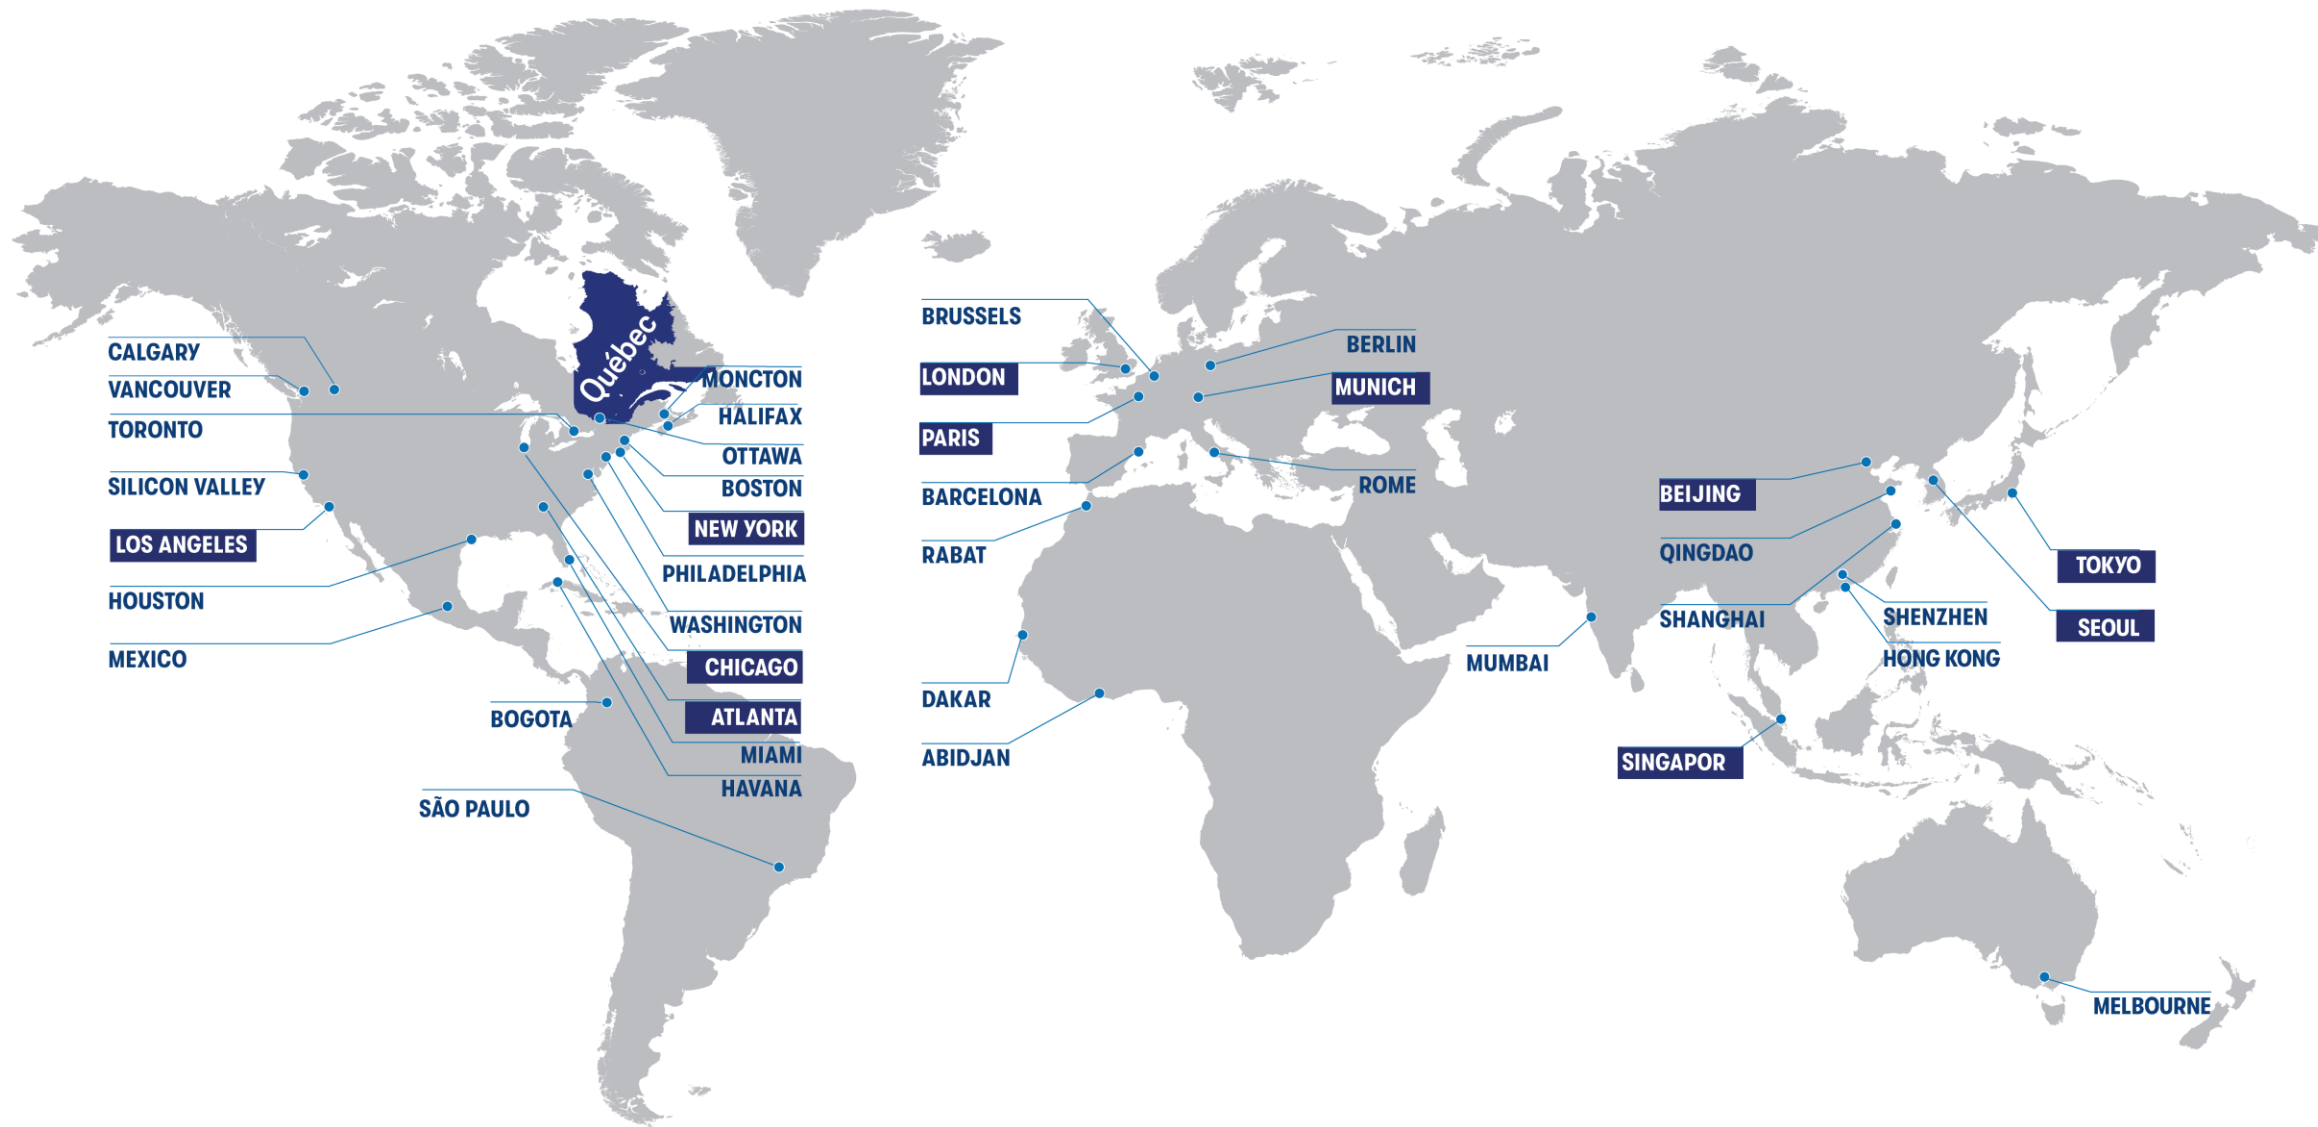 CALGARY
VANCOUVER
TORONTO
SILICON VALLEY
LOS ANGELES
HOUSTON
MEXICO
Québec
MONCTON
HALIFAX
OTTAWA
BOSTON
NEW YORK
PHILADELPHIA
WASHINGTON
CHICAGO
ATLANTA
MIAMI
HAVANA
BOGOTA
SÃO PAULO
BRUSSELS
LONDON
PARIS
BARCELONA
RABAT
DAKAR
ABIDJAN
BERLIN
MUNICH
ROME
MUMBAI
BEIJING
QINGDAO
SHANGHAI
SINGAPOR
SHENZHEN
HONG KONG
TOKYO
SEOUL
MELBOURNE